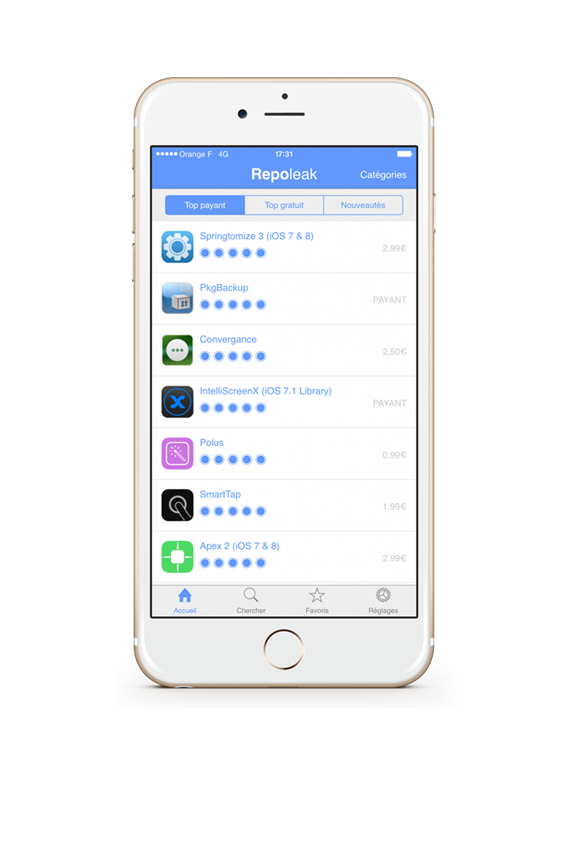 Orange F 4G 17:31
Repoleak Catégories
Top payant Top gratuit Nouveautés
Springtomize 3 (iOS 7 & 8)
2.99€
PkgBackup
PAYANT
Convergance
2.50€
IntelliScreenX (iOS 7.1 Library)
PAYANT
Polus
0.99€
SmartTap
1.99€
Apex 2 (iOS 7 & 8)
2.99€
Accueil Chercher Favoris Réglages